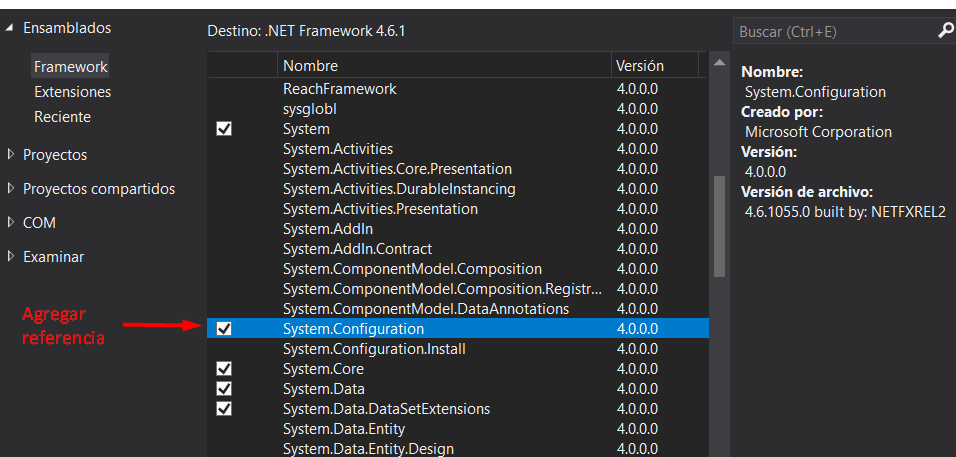 Ensamblados
Framework
Extensiones
Reciente
Proyectos
Proyectos compartidos
COM
Examinar
Agregar
referencia
Destino: .NET Framework 4.6.1
Nombre Versión
ReachFramework 4.0.0.0
sysglobl 4.0.0.0
System 4.0.0.0
System.Activities 4.0.0.0
System.Activities.Core.Presentation 4.0.0.0
System.Activities.DurableInstancing 4.0.0.0
System.Activities.Presentation 4.0.0.0
System.AddIn 4.0.0.0
System.AddIn.Contract 4.0.0.0
System.ComponentModel.Composition 4.0.0.0
System.ComponentModel.Composition.Registr... 4.0.0.0
System.ComponentModel.DataAnnotations 4.0.0.0
System.Configuration 4.0.0.0
System.Configuration.Install 4.0.0.0
System.Core 4.0.0.0
System.Data 4.0.0.0
System.Data.DataSetExtensions 4.0.0.0
System.Data.Entity 4.0.0.0
System.Data.Entity.Design 4.0.0.0
Buscar (Ctrl+E)
Nombre:
System.Configuration
Creado por:
Microsoft Corporation
Versión:
4.0.0.0
Versión de archivo:
4.6.1055.0 built by: NETFXREL2